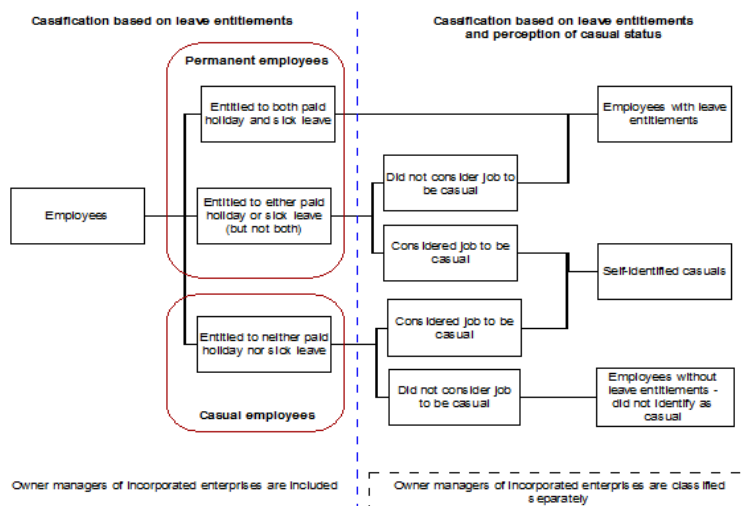 Cassification based on leave entitlements
Cassification based on leave entitlements
and perception of casual status
Permanent employees
Entitled to both paid
holiday and sick leave
Employees with leave
entitlements
Did not consider job to
be casual
Employees
Entitled to either paid
holiday or sick leave
(but not both)
Considered job to be
casual
Self-identified casuals
Entitled to neither paid
holiday nor sick leave
Considered job to be
casual
Did not consider job
to be casual
Employees without
leave entitlements -
did not identify as
casual
Casual employees
Owner managers of incorporated enterprises are included
Owner managers of incorporated enterprises are classified
separately